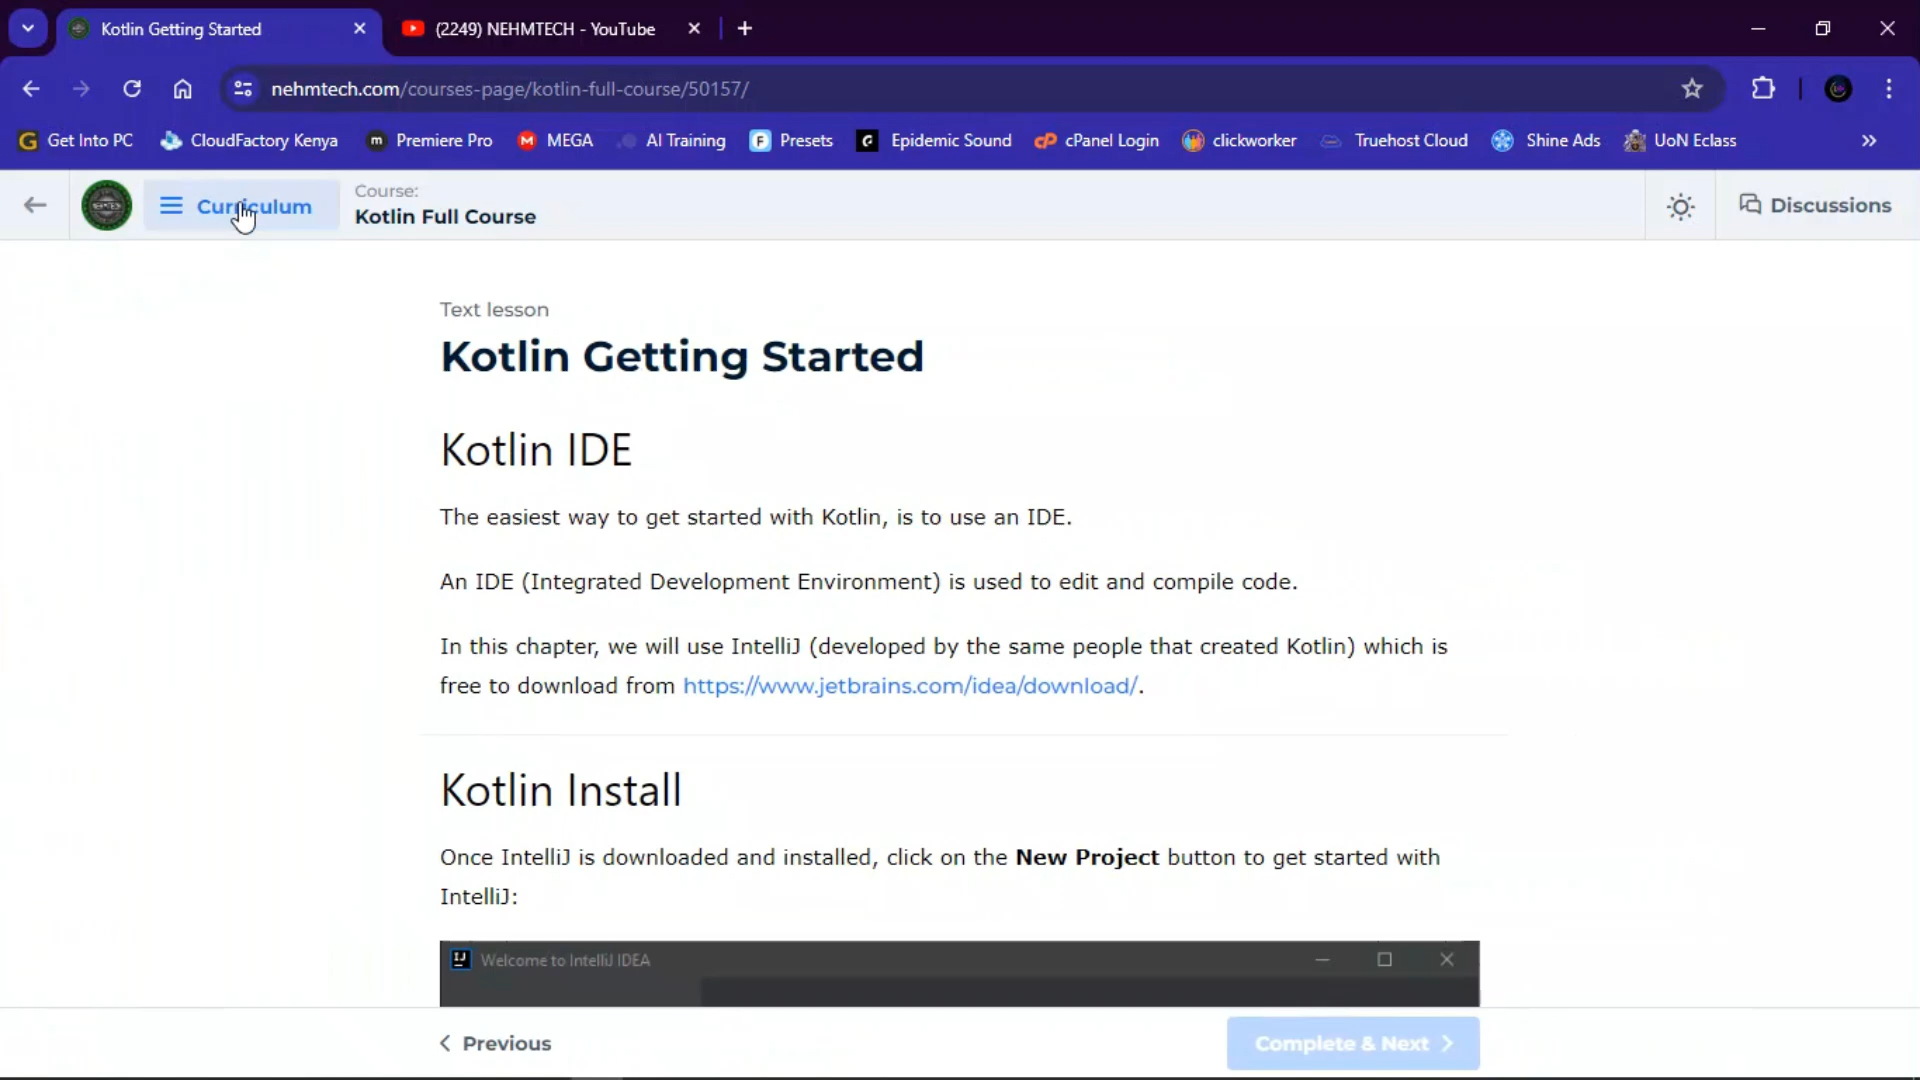 Kotlin Getting Started
(2249) NEHMTECH - YouTube
nehmtech.com/courses-page/kotlin-full-course/50157/
Get Into PC
CloudFactory Kenya
Premiere Pro
MEGA
AI Training
Presets
Epidemic Sound
cPanel Login
clickworker
Truehost Cloud
Shine Ads
UoN Eclass
Curriculum
Course:
Kotlin Full Course
Discussions
Text lesson
Kotlin Getting Started
Kotlin IDE
The easiest way to get started with Kotlin, is to use an IDE.
An IDE (Integrated Development Environment) is used to edit and compile code.
In this chapter, we will use IntelliJ (developed by the same people that created Kotlin) which is
free to download from https://www.jetbrains.com/idea/download/.
Kotlin Install
Once IntelliJ is downloaded and installed, click on the New Project button to get started with
IntelliJ:
IJ Welcome to IntelliJ IDEA
Previous
Complete & Next